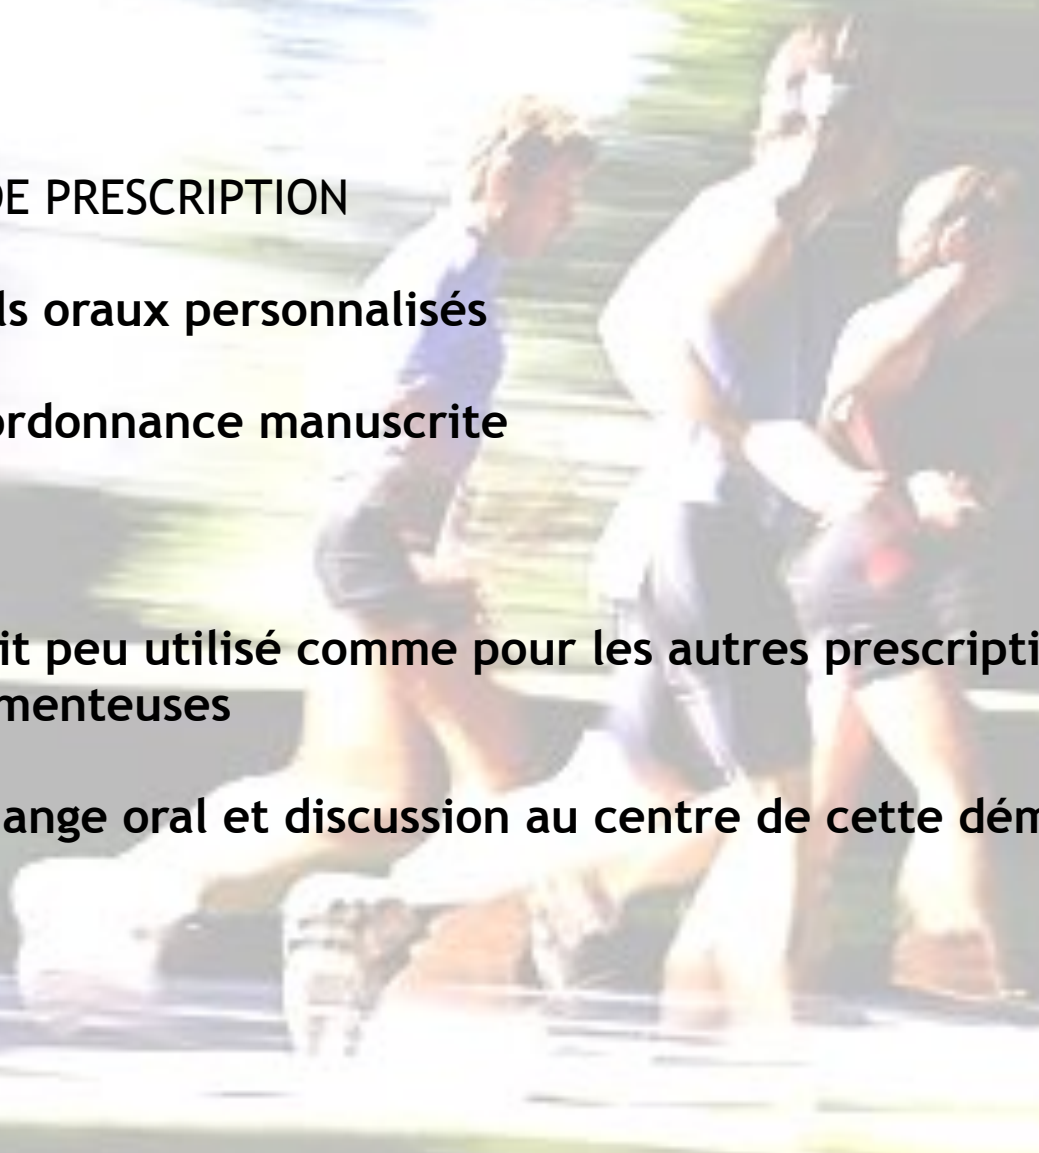 DE PRESCRIPTION
ls oraux personnalisés
ordonnance manuscrite
it peu utilisé comme pour les autres prescripti
menteuses
ange oral et discussion au centre de cette dém